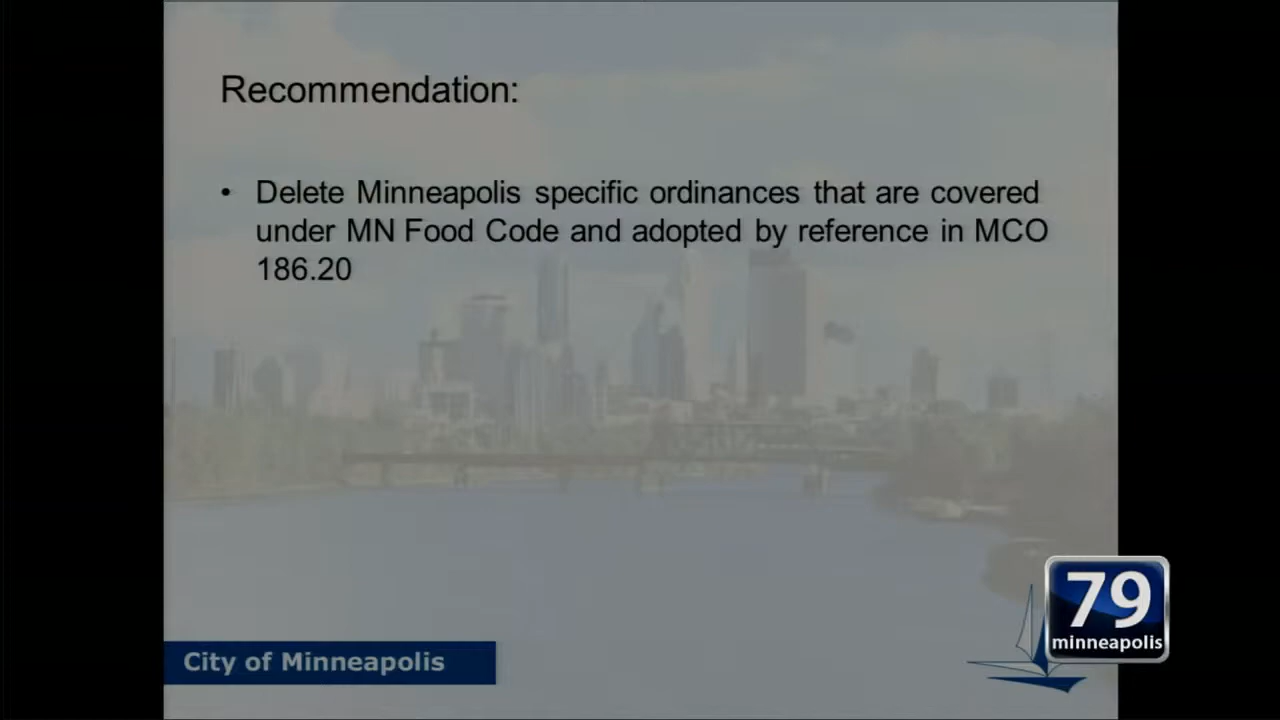 Recommendation:
• Delete Minneapolis specific ordinances that are covered
under MN Food Code and adopted by reference in MCO
186.20
City of Minneapolis
79
minneapolis